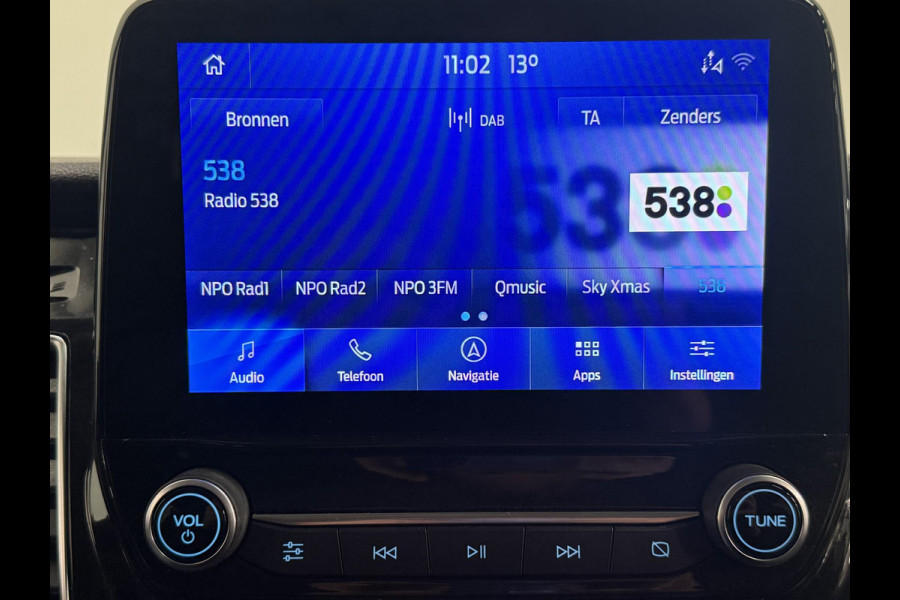 11:02 13°
Bronnen DAB TA Zenders
538
Radio 538
538
NPO Rad1 NPO Rad2 NPO 3FM Qmusic Sky Xmas 538
Audio Telefoon Navigatie Apps Instellingen
VOL TUNE